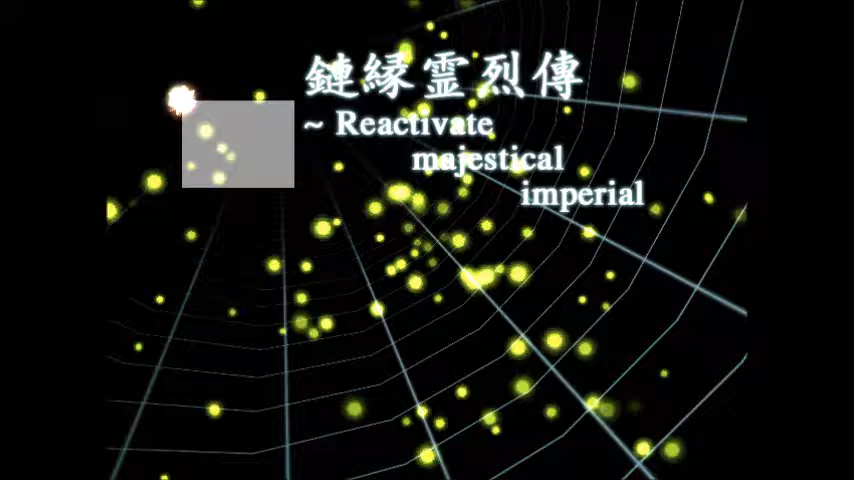 鏈縁霊烈傳
~ Reactivate
majestical
imperial